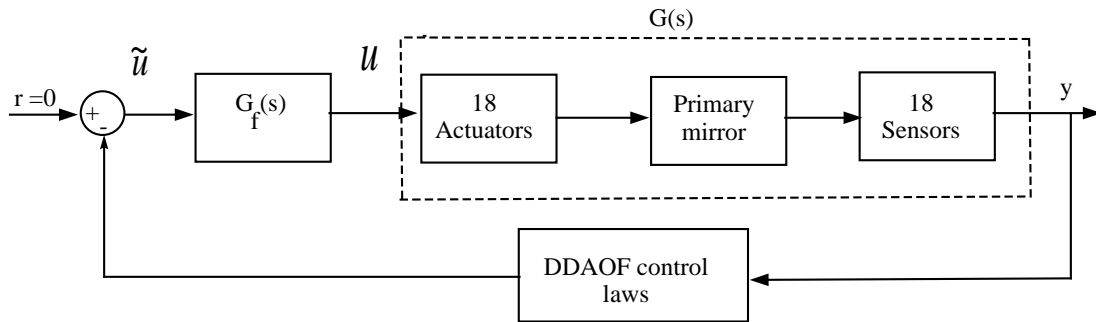 G(s)
ũ
u
r =0
+
-
G_f(s)
18
Actuators
Primary
mirror
18
Sensors
y
DDAOF control
laws